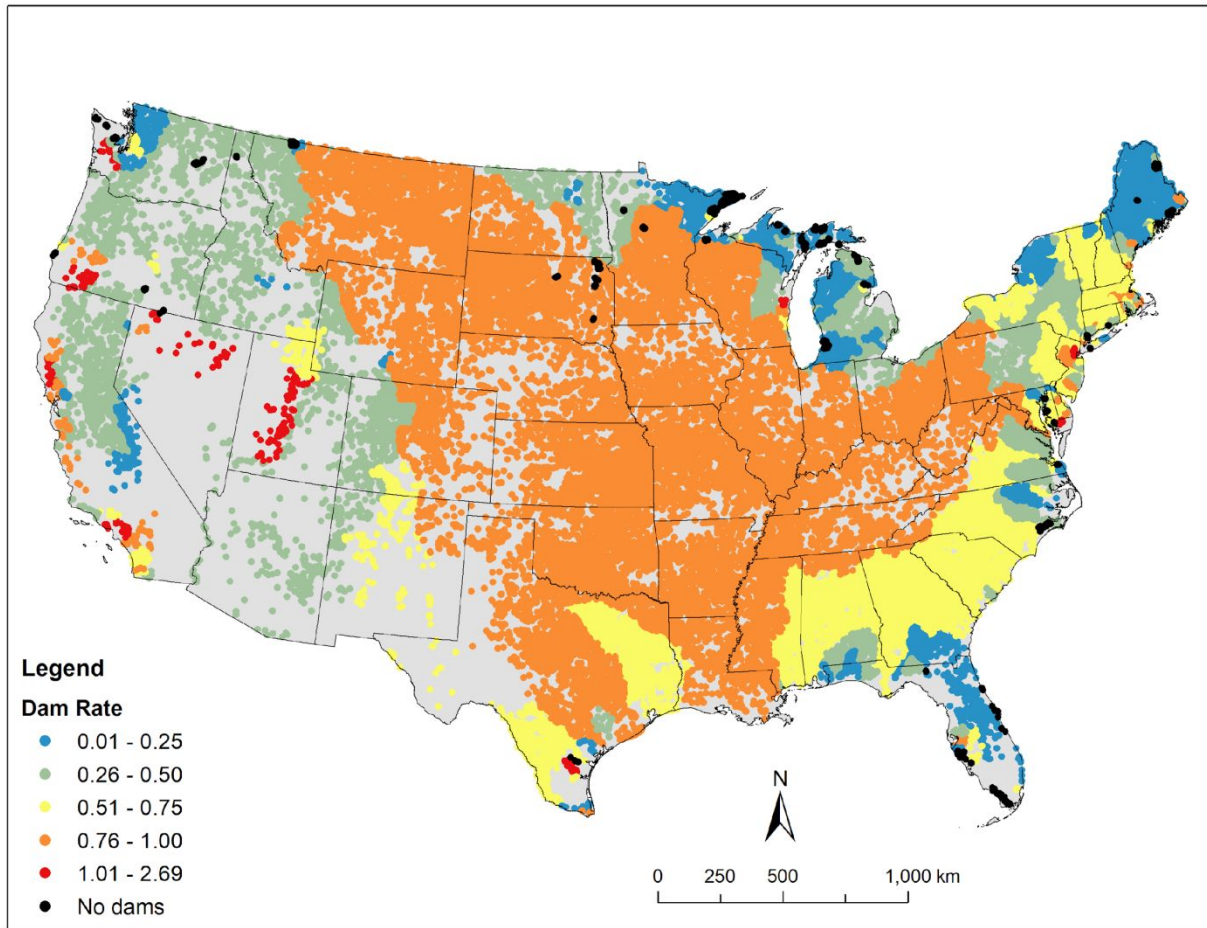 Legend
Dam Rate
0.01 - 0.25
0.26 - 0.50
0.51 - 0.75
0.76 - 1.00
1.01 - 2.69
No dams
N
0 250 500 1,000 km